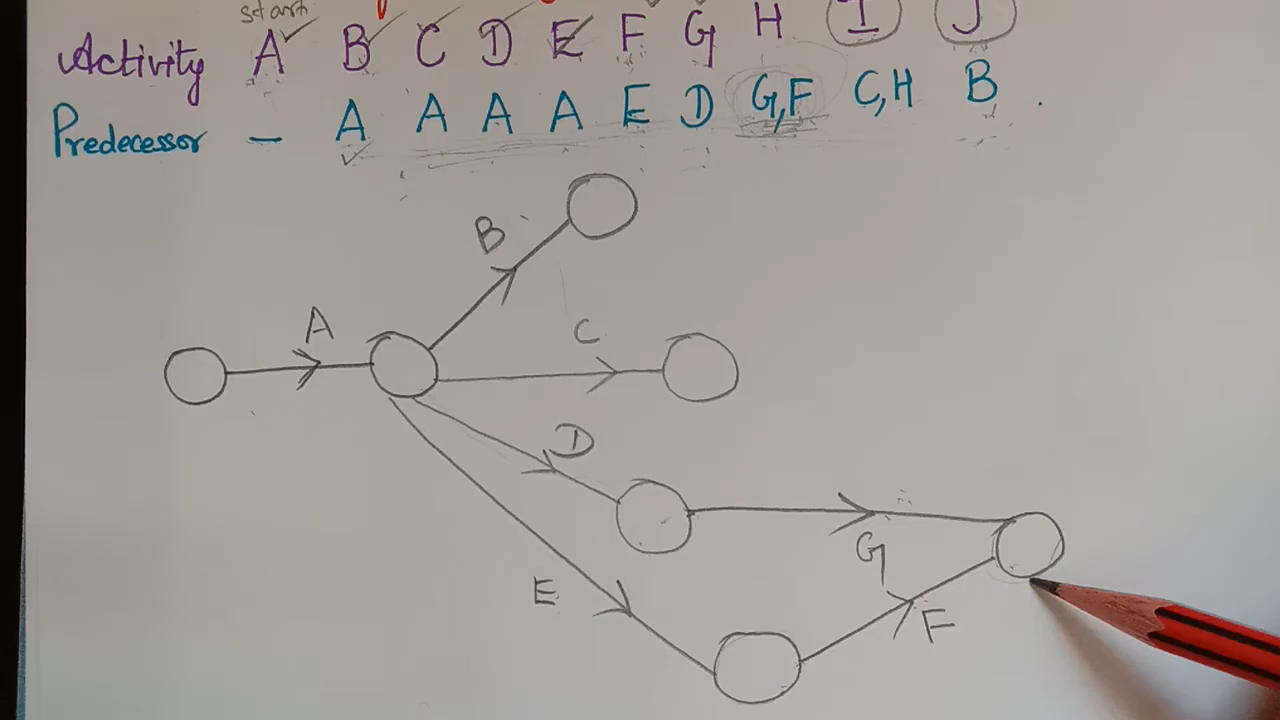 start
Activity A B C D E F G H I J
Predecessor - A A A A E D G,F C,H B
B
A
C
D
G
E
F